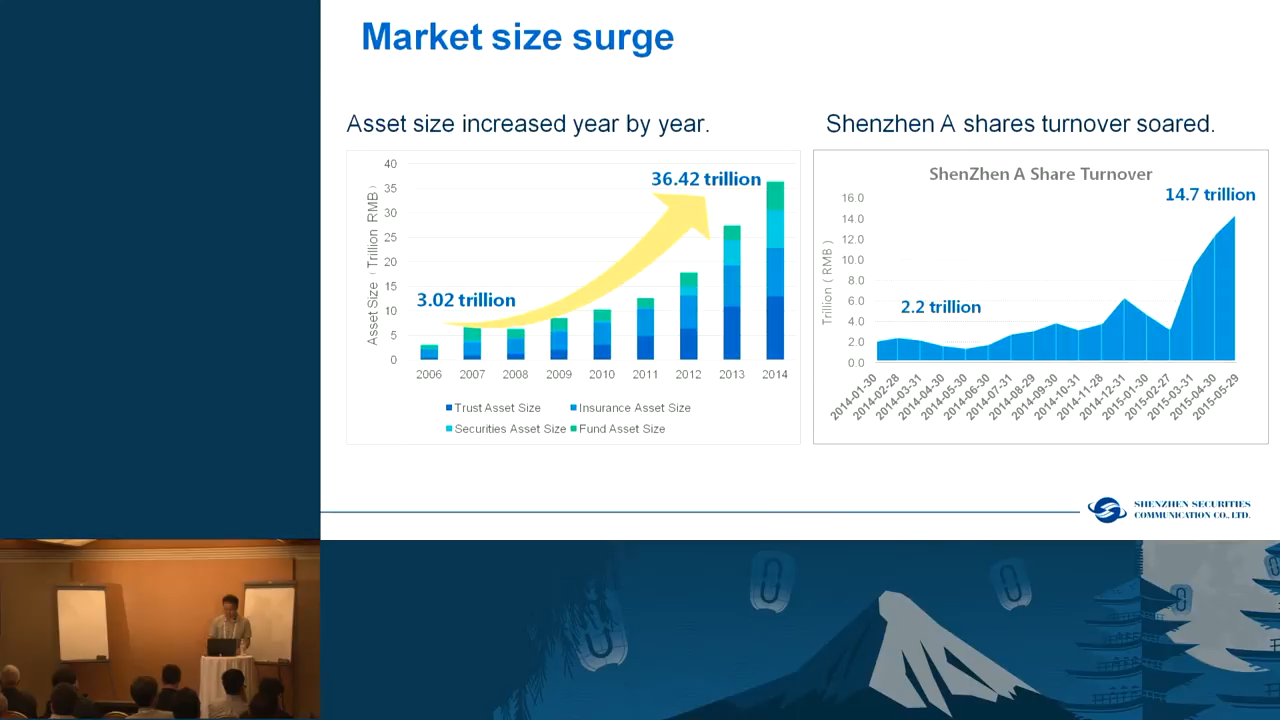 Market size surge
Asset size increased year by year.
Shenzhen A shares turnover soared.
Asset Size ( Trillion RMB )
40
35
30
25
20
15
10
5
0
3.02 trillion
36.42 trillion
2006 2007 2008 2009 2010 2011 2012 2013 2014
Trust Asset Size Insurance Asset Size
Securities Asset Size Fund Asset Size
ShenZhen A Share Turnover
14.7 trillion
2.2 trillion
Trillion ( RMB )
16.0
14.0
12.0
10.0
8.0
6.0
4.0
2.0
0.0
2014-01-30 2014-02-28 2014-03-31 2014-04-30 2014-05-30 2014-06-30 2014-07-31 2014-08-29 2014-09-30 2014-10-31 2014-11-28 2014-12-31 2015-01-30 2015-02-27 2015-03-31 2015-04-30 2015-05-29
SHENZHEN SECURITIES
COMMUNICATION CO., LTD.